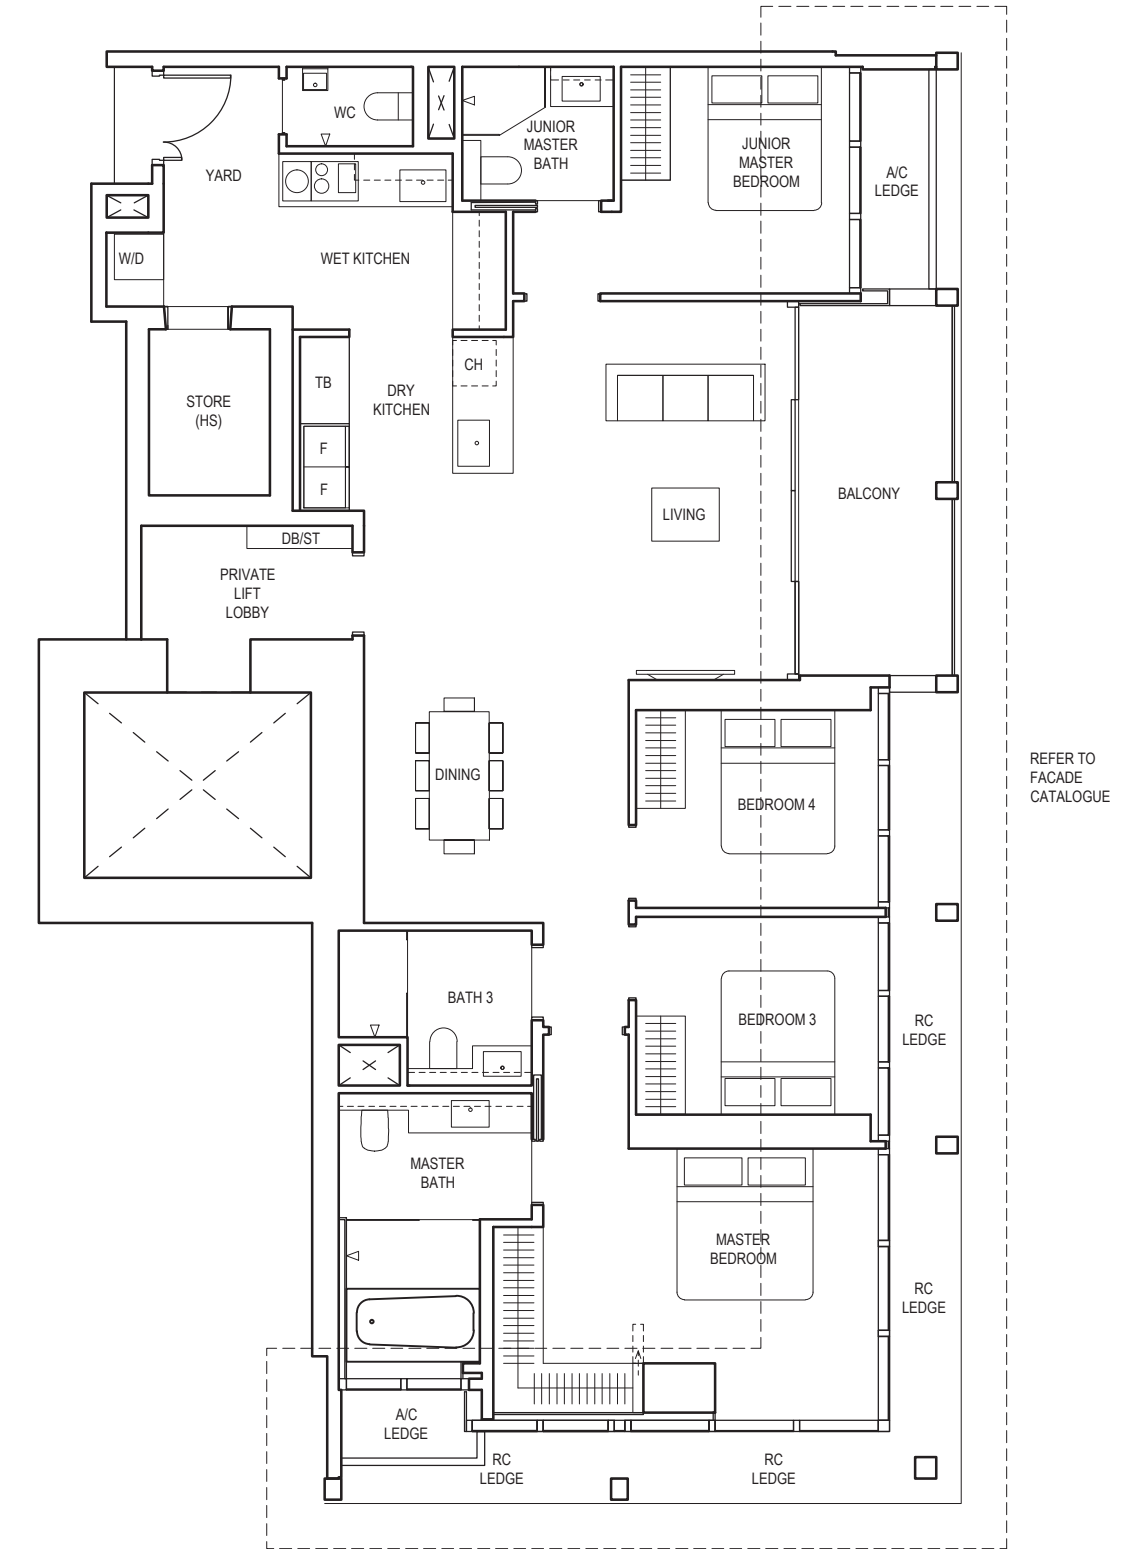 WC
JUNIOR
MASTER
BATH
JUNIOR
MASTER
BEDROOM
A/C
LEDGE
YARD
W/D
WET KITCHEN
CH
TB
DRY
KITCHEN
STORE
(HS)
F
F
BALCONY
LIVING
DB/ST
PRIVATE
LIFT
LOBBY
DINING
BEDROOM 4
REFER TO
FACADE
CATALOGUE
BATH 3
BEDROOM 3
RC
LEDGE
MASTER
BATH
MASTER
BEDROOM
RC
LEDGE
A/C
LEDGE
RC
LEDGE
RC
LEDGE